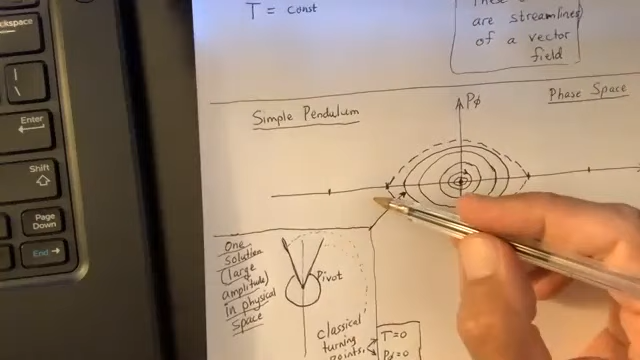 T = const
are streamlines
of a vector
field
Simple Pendulum
Pϕ
Phase Space
One
solution
(large
amplitude)
in physical
space
Pivot
classical
turning
points,
T=0
Pϕ=0
Enter
Shift
Page
Down
End